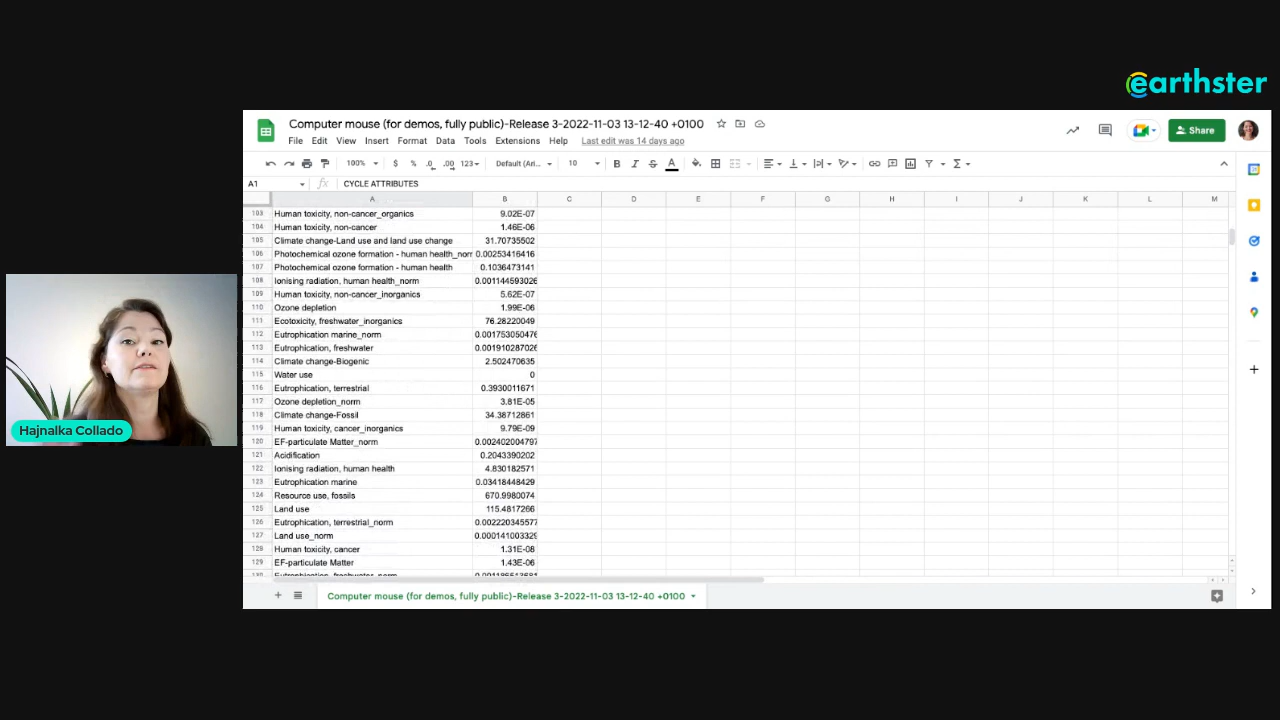 earthster
Computer mouse (for demos, fully public)-Release 3-2022-11-03 13-12-40 +0100
File Edit View Insert Format Data Tools Extensions Help Last edit was 14 days ago
Share
100% $ % .0 .00 123 Default (Ari... 10 B I S A
A1 fx CYCLE ATTRIBUTES
A B C D E F G H I J K L M
103 Human toxicity, non-cancer_organics 9.02E-07
104 Human toxicity, non-cancer 1.46E-06
105 Climate change-Land use and land use change 31.70735502
106 Photochemical ozone formation - human health_norm 0.00253416416
107 Photochemical ozone formation - human health 0.1036473141
108 Ionising radiation, human health_norm 0.001144593026
109 Human toxicity, non-cancer_inorganics 5.62E-07
110 Ozone depletion 1.99E-06
111 Ecotoxicity, freshwater_inorganics 76.28220049
112 Eutrophication marine_norm 0.001753050476
113 Eutrophication, freshwater 0.001910287026
114 Climate change-Biogenic 2.502470635
115 Water use 0
116 Eutrophication, terrestrial 0.3930011671
117 Ozone depletion_norm 3.81E-05
118 Climate change-Fossil 34.38712861
119 Human toxicity, cancer_inorganics 9.79E-09
120 EF-particulate Matter_norm 0.002402004797
121 Acidification 0.2043390202
122 Ionising radiation, human health 4.830182571
123 Eutrophication marine 0.03418448429
124 Resource use, fossils 670.9980074
125 Land use 115.4817266
126 Eutrophication, terrestrial_norm 0.002220345577
127 Land use_norm 0.000141003329
128 Human toxicity, cancer 1.31E-08
129 EF-particulate Matter 1.43E-06
130 Eutrophication, freshwater_norm
Computer mouse (for demos, fully public)-Release 3-2022-11-03 13-12-40 +0100
Hajnalka Collado